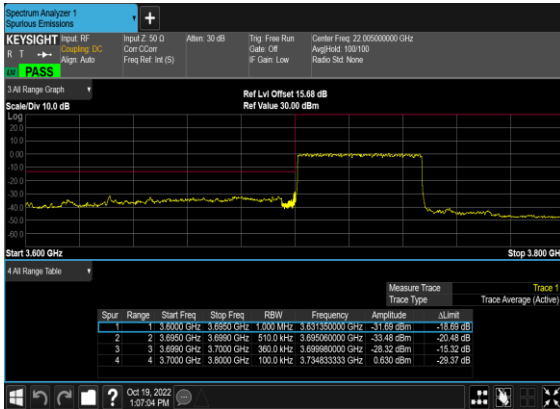 Spectrum Analyzer 1
Spurious Emissions
+
KEYSIGHT Input: RF Input Z: 50 Ω Atten: 30 dB Trig: Free Run Center Freq: 22.005000000 GHz
R T Coupling: DC Corr CCorr Gate: Off Avg|Hold: 100/100
Align: Auto Freq Ref: Int (S) IF Gain: Low Radio Std: None
PASS
3 All Range Graph
Ref Lvl Offset 15.68 dB
Scale/Div 10.0 dB Ref Value 30.00 dBm
Log
20.0
10.0
0.00
-10.0
-20.0
-30.0
-40.0
-50.0
-60.0
Start 3.600 GHz Stop 3.800 GH
4 All Range Table
Measure Trace Trace 1
Trace Type Trace Average (Active)
Spur Range Start Freq Stop Freq RBW Frequency Amplitude ΔLimit
1 1 3.6000 GHz 3.6950 GHz 1.000 MHz 3.631350000 GHz -31.69 dBm -18.69 dB
2 2 3.6950 GHz 3.6990 GHz 510.0 kHz 3.695080000 GHz -33.48 dBm -20.48 dB
3 3 3.6990 GHz 3.7000 GHz 360.0 kHz 3.699980000 GHz -28.32 dBm -15.32 dB
4 4 3.7000 GHz 3.8000 GHz 100.0 kHz 3.734833333 GHz 0.630 dBm -29.37 dB
? Oct 19, 2022
1:07:04 PM